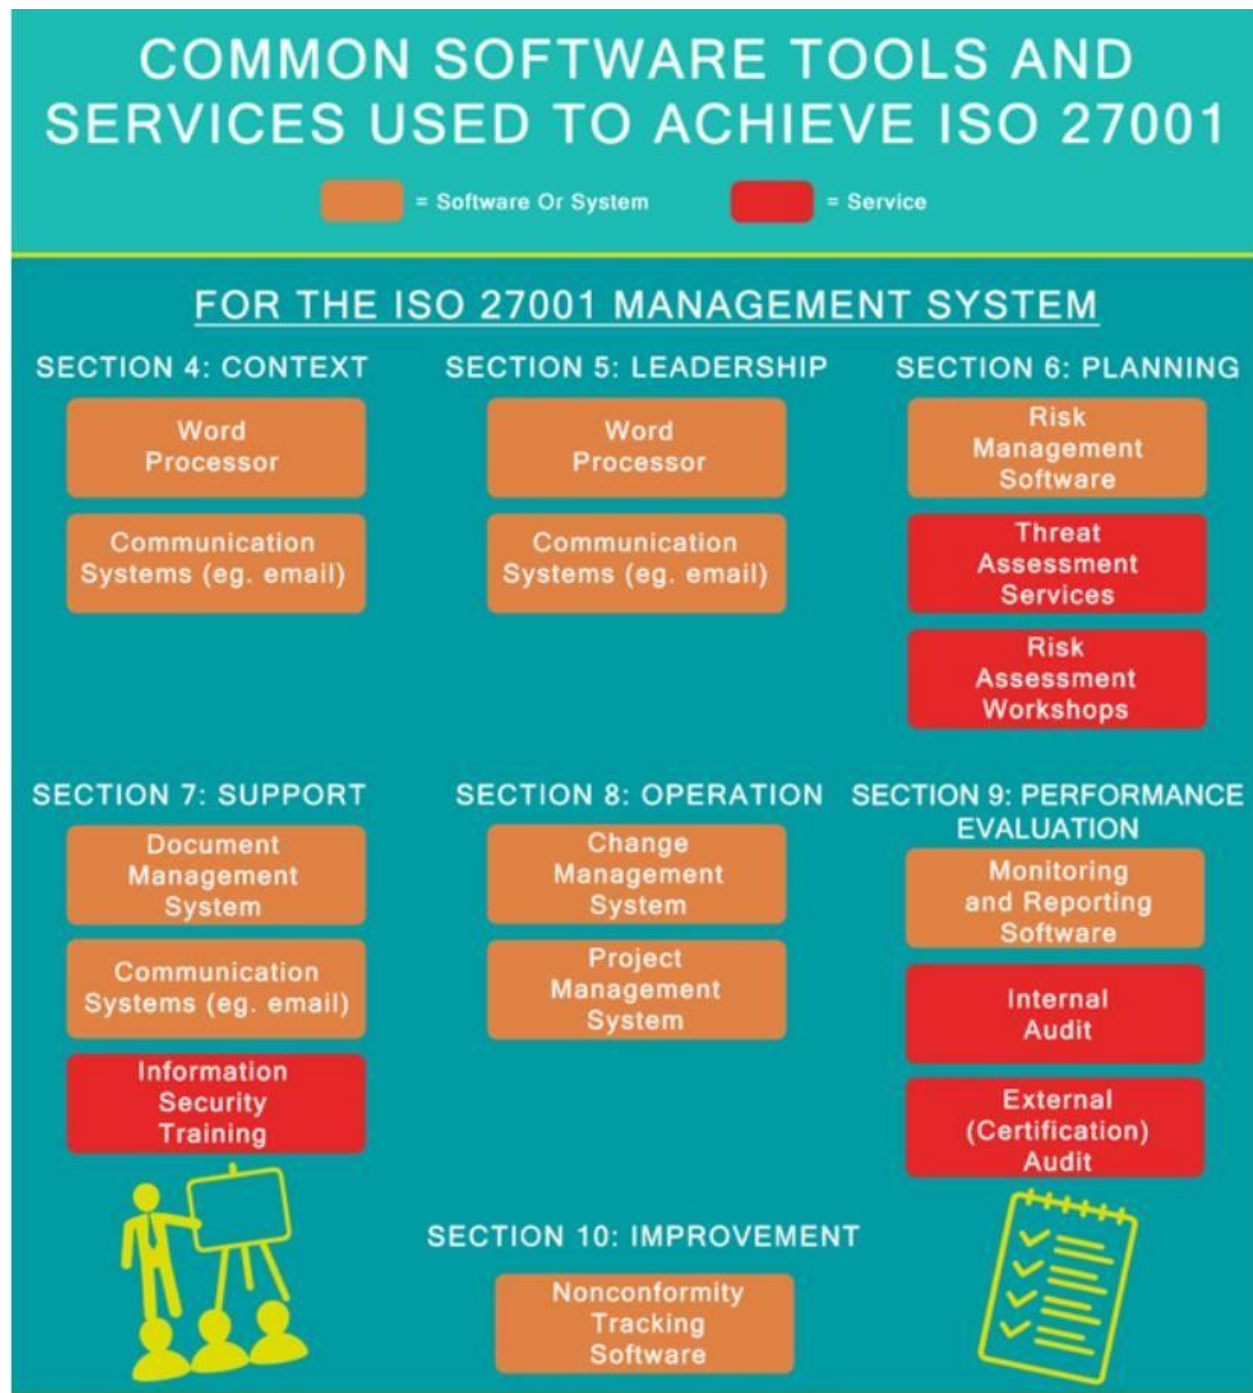 COMMON SOFTWARE TOOLS AND
SERVICES USED TO ACHIEVE ISO 27001
= Software Or System
= Service
FOR THE ISO 27001 MANAGEMENT SYSTEM
SECTION 4: CONTEXT
Word
Processor
Communication
Systems (eg. email)
SECTION 5: LEADERSHIP
Word
Processor
Communication
Systems (eg. email)
SECTION 6: PLANNING
Risk
Management
Software
Threat
Assessment
Services
Risk
Assessment
Workshops
SECTION 7: SUPPORT
Document
Management
System
Communication
Systems (eg. email)
Information
Security
Training
SECTION 8: OPERATION
Change
Management
System
Project
Management
System
SECTION 9: PERFORMANCE
EVALUATION
Monitoring
and Reporting
Software
Internal
Audit
External
(Certification)
Audit
SECTION 10: IMPROVEMENT
Nonconformity
Tracking
Software